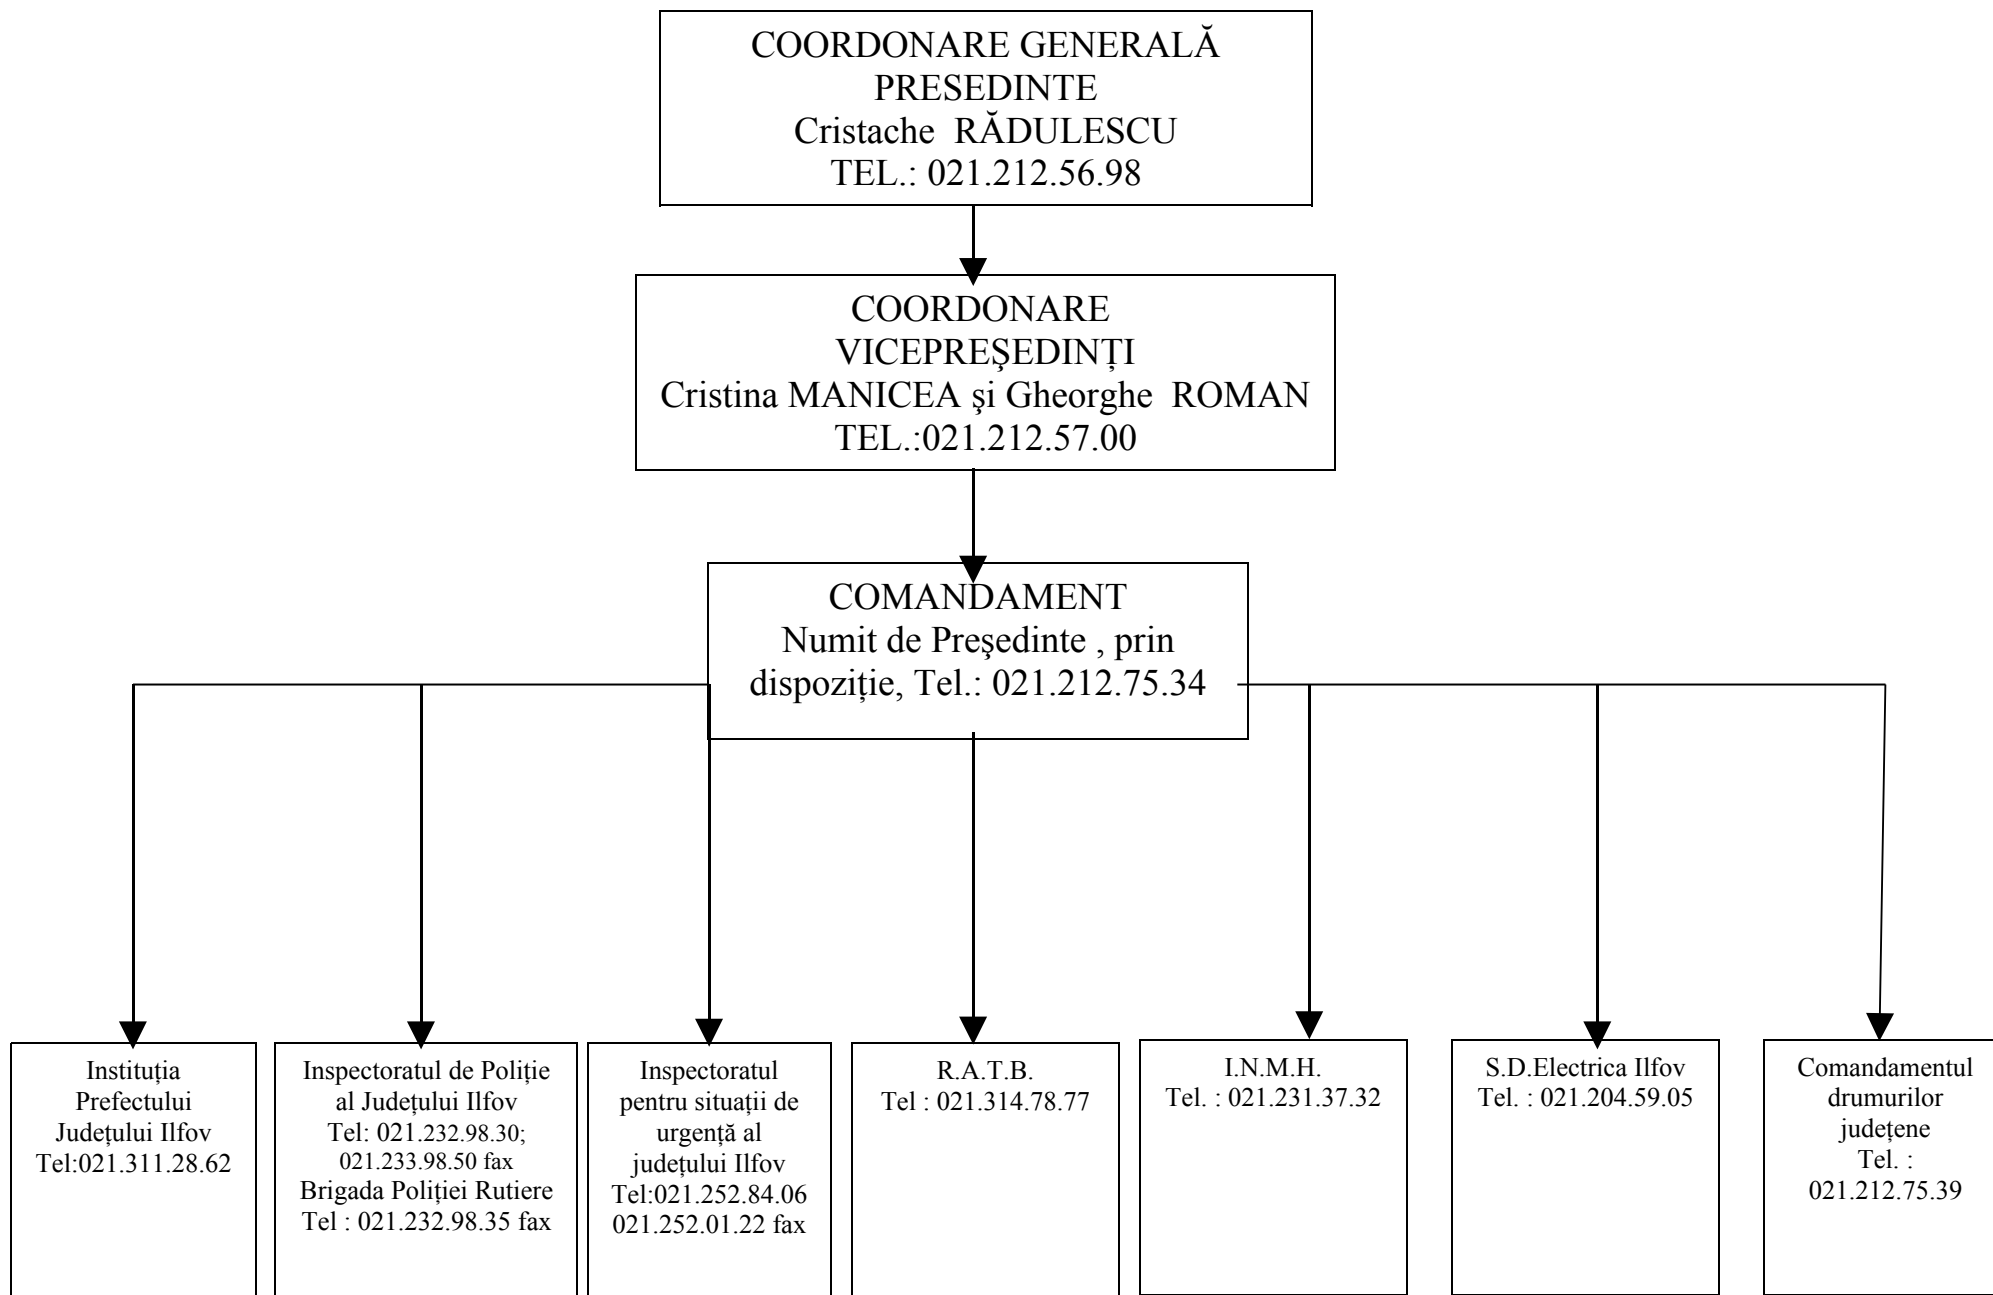 COORDONARE GENERALĂ
PRESEDINTE
Cristache RĂDULESCU
TEL.: 021.212.56.98
COORDONARE
VICEPREŞEDINȚI
Cristina MANICEA şi Gheorghe ROMAN
TEL.:021.212.57.00
COMANDAMENT
Numit de Preşedinte , prin
dispoziție, Tel.: 021.212.75.34
Instituția
Prefectului
Județului Ilfov
Tel:021.311.28.62
Inspectoratul de Poliție
al Județului Ilfov
Tel: 021.232.98.30;
021.233.98.50 fax
Brigada Poliției Rutiere
Tel : 021.232.98.35 fax
Inspectoratul
pentru situații de
urgență al
județului Ilfov
Tel:021.252.84.06
021.252.01.22 fax
R.A.T.B.
Tel : 021.314.78.77
I.N.M.H.
Tel. : 021.231.37.32
S.D.Electrica Ilfov
Tel. : 021.204.59.05
Comandamentul
drumurilor
județene
Tel. :
021.212.75.39